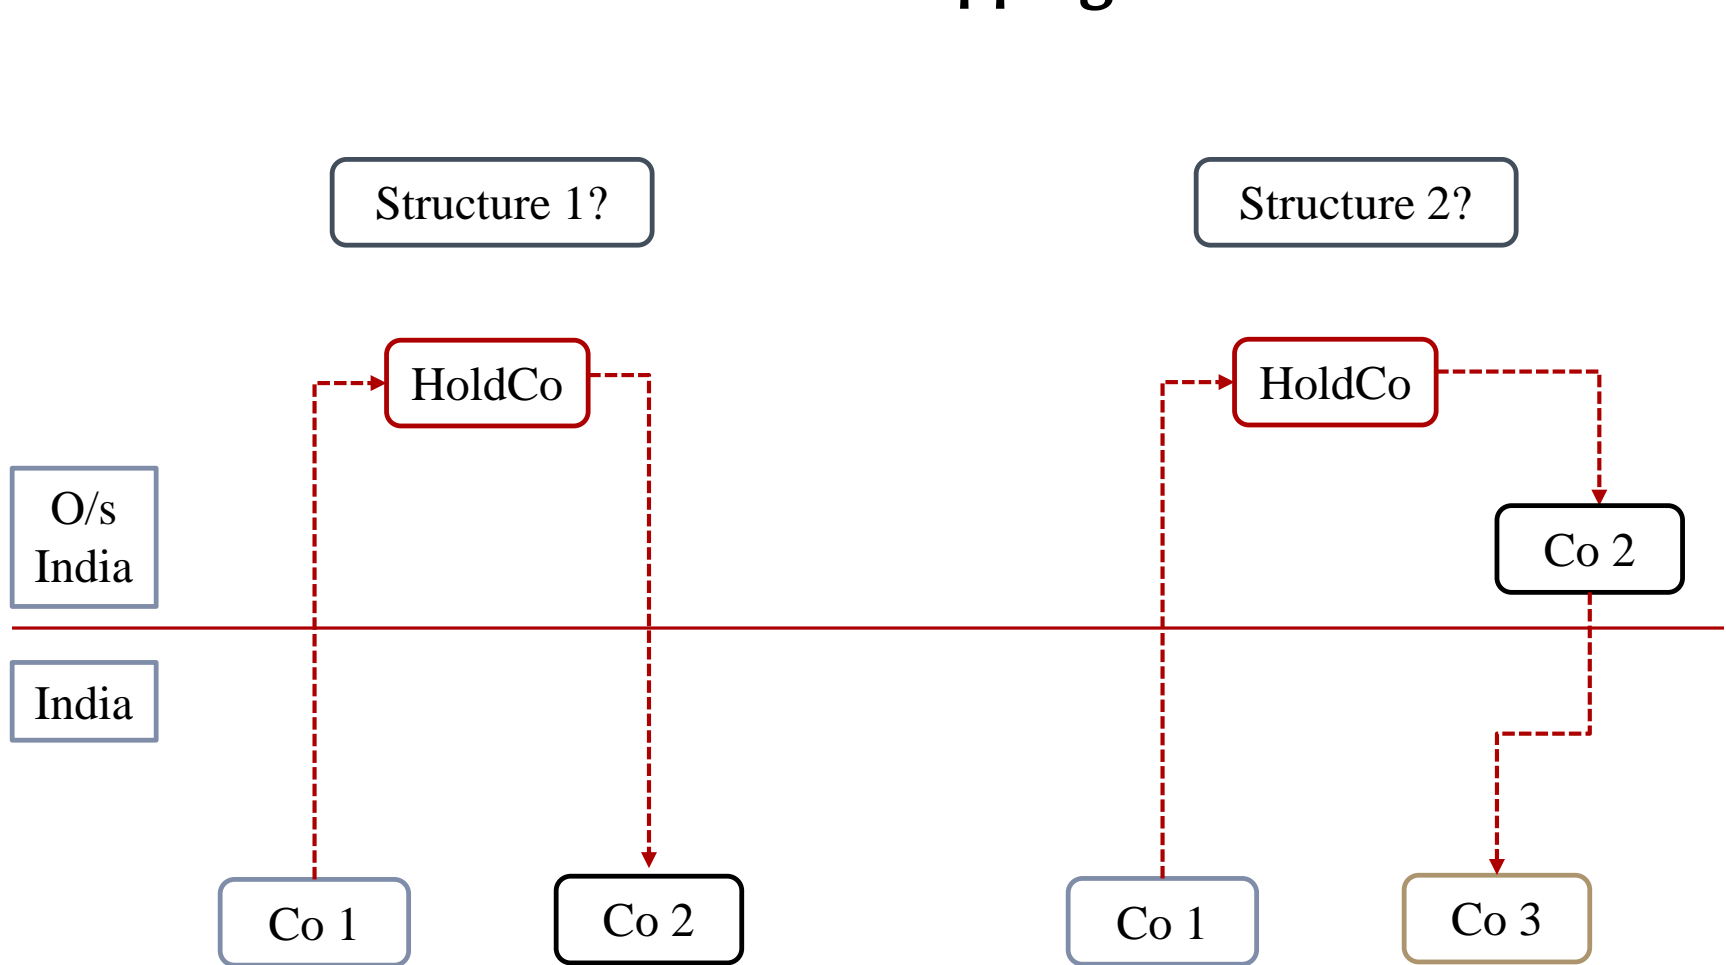 Structure 1?
Structure 2?
HoldCo
HoldCo
O/s
India
Co 2
India
Co 1
Co 2
Co 1
Co 3